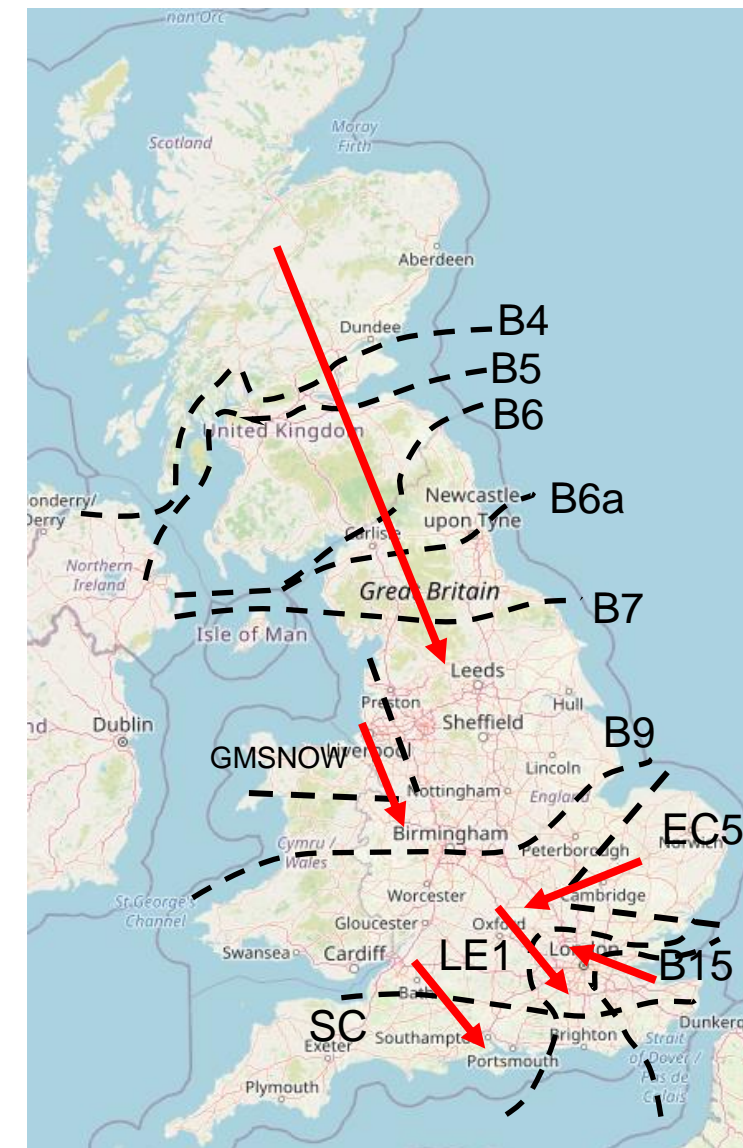 nan Orc
Moray
Firth
Scotland
Aberdeen
Dundee
B4
B5
United Kingdom
B6
onderry/
Derry
Newcastle
upon Tyne
B6a
Carlisle
Northern
Ireland
Great Britain
B7
Isle of Man
Leeds
Preston
Hull
nd
Dublin
Sheffield
B9
GMSNOW
Liverpool
Lincoln
Nottingham
England
EC5
Birmingham
Norwich
Cymru /
Wales
Peterborough
St George's
Channel
Worcester
Cambridge
Gloucester
Oxford
Swansea
Cardiff
LE1
London
B15
Bath
SC
Exeter
Southampton
Brighton
Strait
of Dover /
Pas de
Calais
Dunkerq
Portsmouth
Plymouth